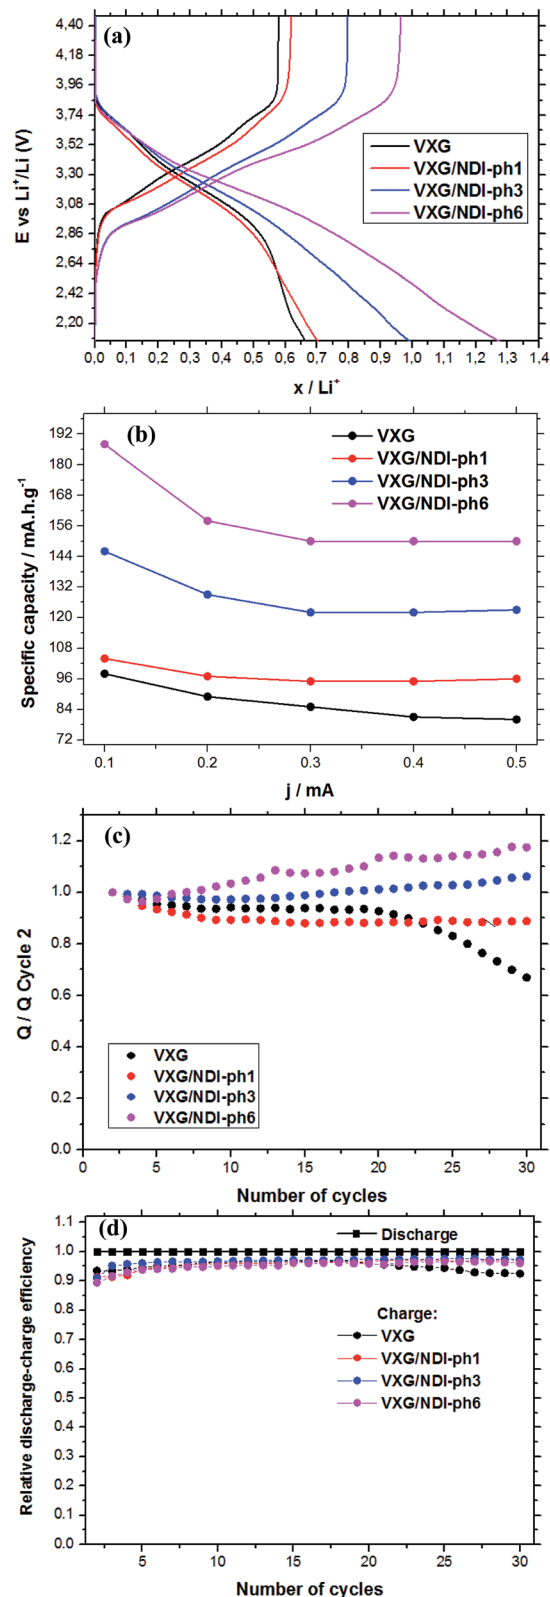 (a)
E vs Li⁺/Li (V)
4,40
4,18
3,96
3,74
3,52
3,30
3,08
2,86
2,64
2,42
2,20
VXG
VXG/NDI-ph1
VXG/NDI-ph3
VXG/NDI-ph6
0,0 0,1 0,2 0,3 0,4 0,5 0,6 0,7 0,8 0,9 1,0 1,1 1,2 1,3 1,4
x / Li⁺
(b)
Specific capacity / mA.h.g⁻¹
192
180
168
156
144
132
120
108
96
84
72
VXG
VXG/NDI-ph1
VXG/NDI-ph3
VXG/NDI-ph6
0.1 0.2 0.3 0.4 0.5
j / mA
(c)
Q / Q Cycle 2
1.2
1.0
0.8
0.6
0.4
0.2
0.0
VXG
VXG/NDI-ph1
VXG/NDI-ph3
VXG/NDI-ph6
0 5 10 15 20 25 30
Number of cycles
(d)
Relative discharge-charge efficiency
1.1
1.0
0.9
0.8
0.7
0.6
0.5
0.4
0.3
0.2
0.1
0.0
Discharge
Charge:
VXG
VXG/NDI-ph1
VXG/NDI-ph3
VXG/NDI-ph6
5 10 15 20 25 30
Number of cycles